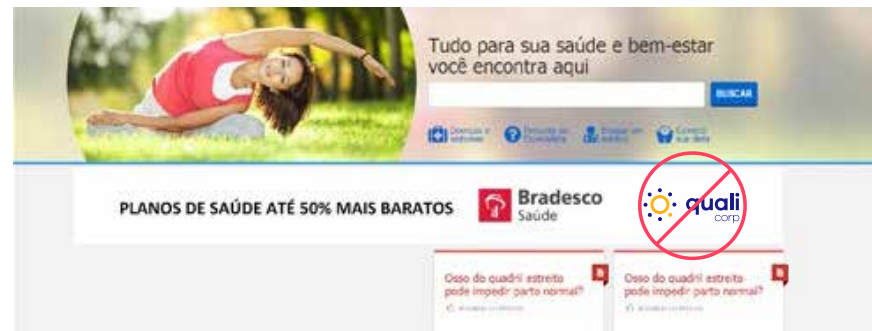 Tudo para sua saúde e bem-estar
você encontra aqui
BUSCAR
PLANOS DE SAÚDE ATÉ 50% MAIS BARATOS
Bradesco
Saúde
quali
corp
Osso do quadril estreito
pode impedir parto normal?
Osso do quadril estreito
pode impedir parto normal?